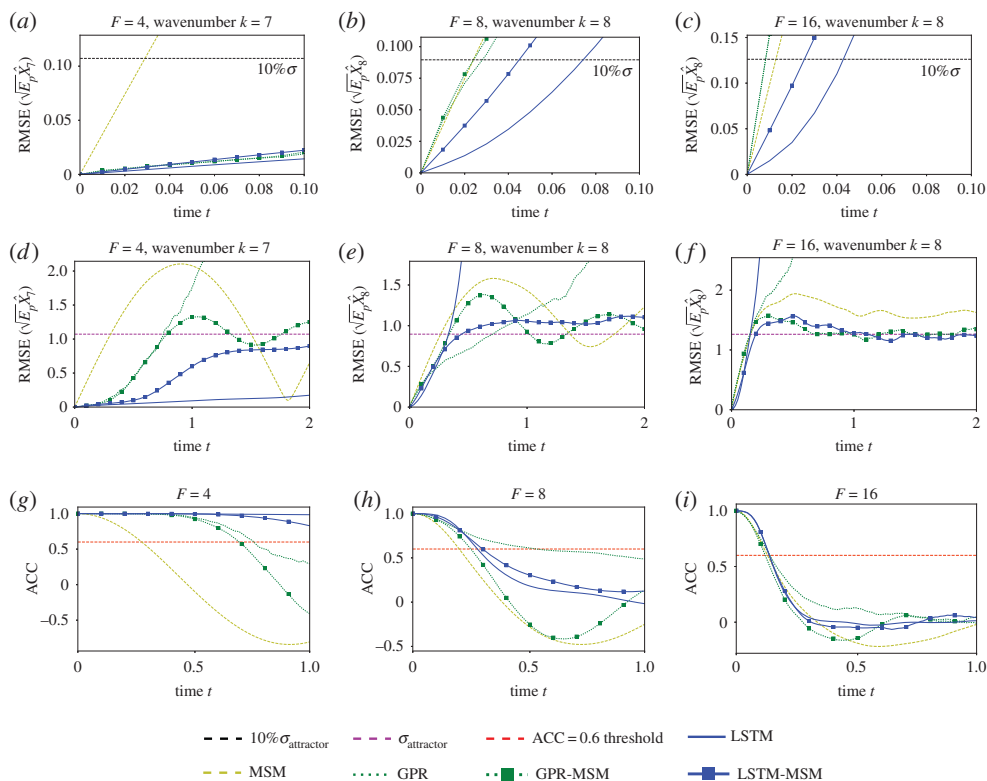 (a) F = 4, wavenumber k = 7
RMSE (√E_p X̂_7)
0.10
0.05
0
10%σ
0 0.02 0.04 0.06 0.08 0.10
time t
(b) F = 8, wavenumber k = 8
RMSE (√E_p X̂_8)
0.100
0.075
0.050
0.025
0
10%σ
0 0.02 0.04 0.06 0.08 0.10
time t
(c) F = 16, wavenumber k = 8
RMSE (√E_p X̂_8)
0.15
0.10
0.05
0
10%σ
0 0.02 0.04 0.06 0.08 0.10
time t
(d) F = 4, wavenumber k = 7
RMSE (√E_p X̂_7)
2.0
1.5
1.0
0.5
0
0 1 2
time t
(e) F = 8, wavenumber k = 8
RMSE (√E_p X̂_8)
2.0
1.5
1.0
0.5
0
0 1 2
time t
(f) F = 16, wavenumber k = 8
RMSE (√E_p X̂_8)
2
1
0
0 1 2
time t
(g) F = 4
ACC
1.0
0.5
0
−0.5
0 0.5 1.0
time t
(h) F = 8
ACC
1.0
0.5
0
−0.5
0 0.5 1.0
time t
(i) F = 16
ACC
1.0
0.5
0
0 0.5 1.0
time t
10%σ_attractor σ_attractor ACC = 0.6 threshold LSTM
MSM GPR GPR-MSM LSTM-MSM